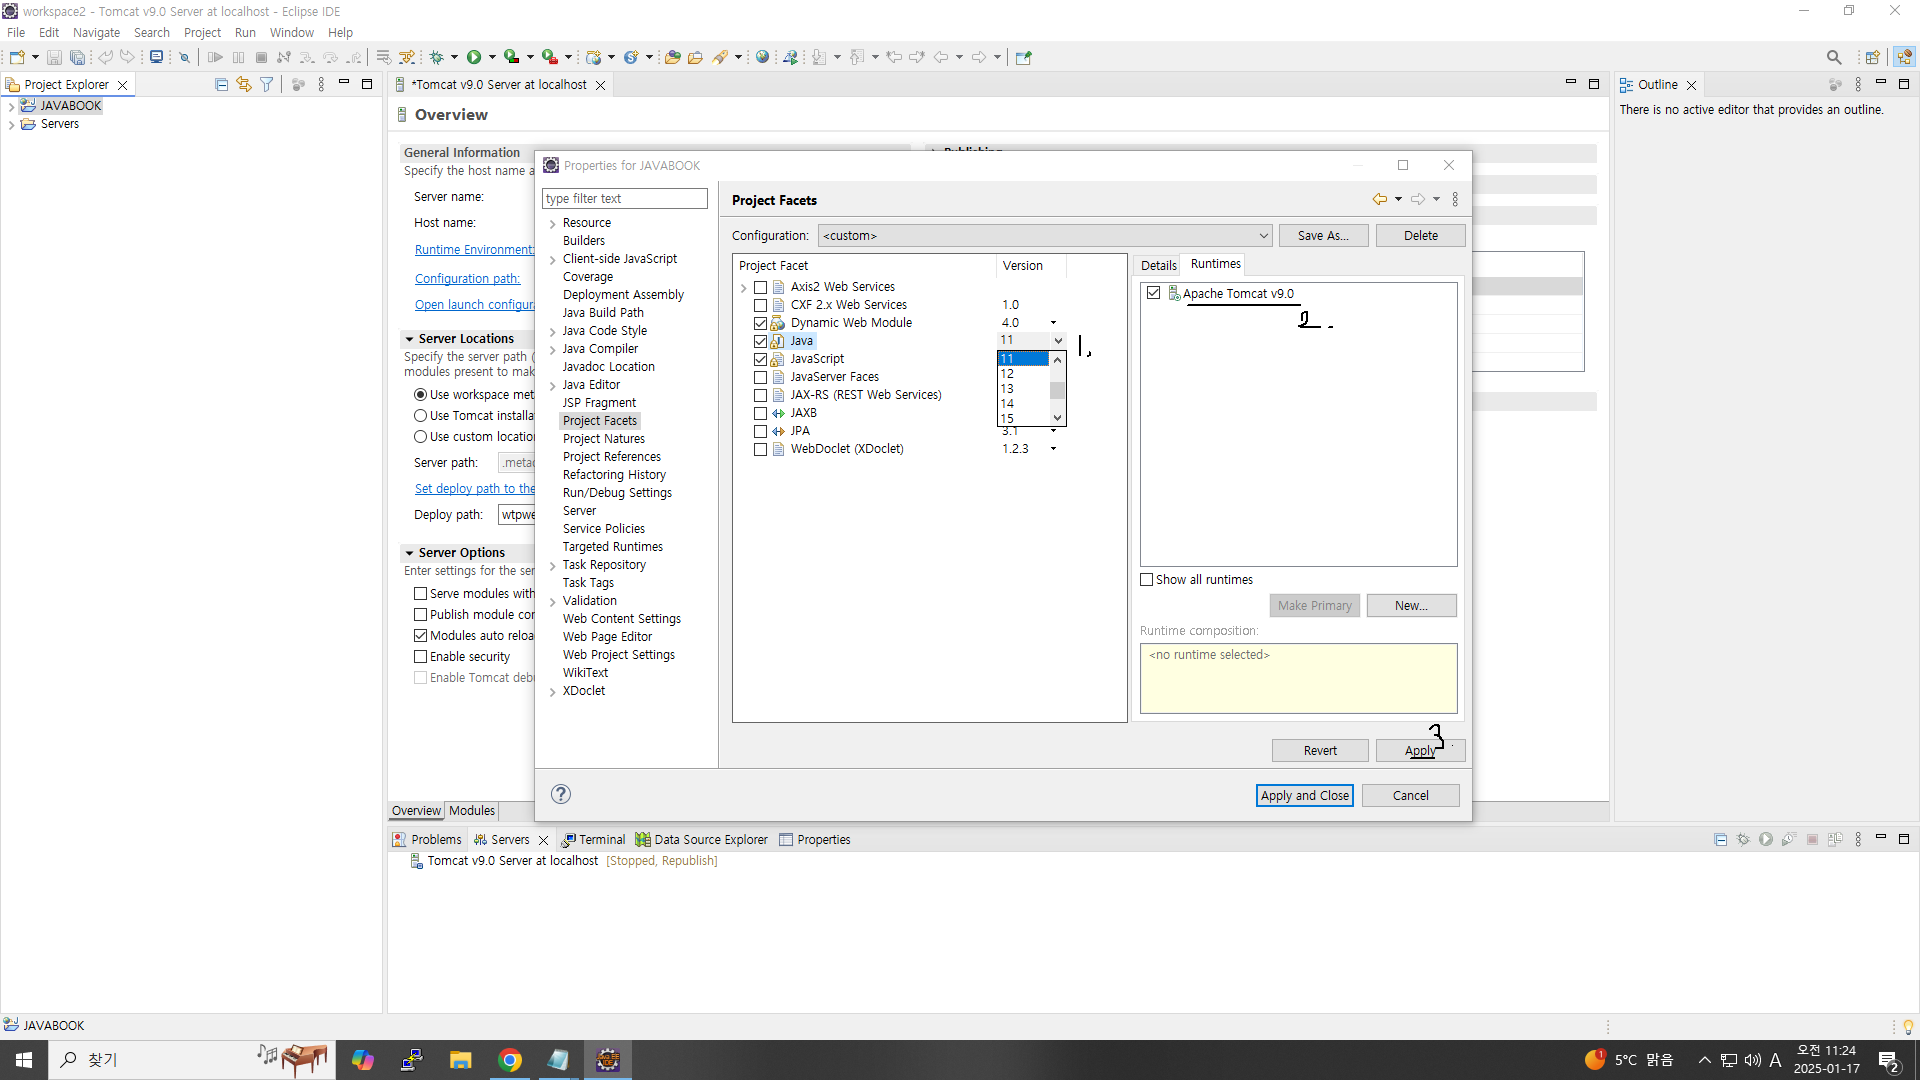 workspace2 - Tomcat v9.0 Server at localhost - Eclipse IDE
File Edit Navigate Search Project Run Window Help
Project Explorer
JAVABOOK
Servers
*Tomcat v9.0 Server at localhost
Overview
General Information
Specify the host name a
Server name:
Host name:
Runtime Environment:
Configuration path:
Open launch configura
Server Locations
Specify the server path (
modules present to mak
Use workspace met
Use Tomcat installa
Use custom location
Server path: .metad
Set deploy path to the
Deploy path: wtpwe
Server Options
Enter settings for the ser
Serve modules with
Publish module con
Modules auto reloa
Enable security
Enable Tomcat debu
Overview Modules
Publishing
Properties for JAVABOOK
type filter text
Resource
Builders
Client-side JavaScript
Coverage
Deployment Assembly
Java Build Path
Java Code Style
Java Compiler
Javadoc Location
Java Editor
JSP Fragment
Project Facets
Project Natures
Project References
Refactoring History
Run/Debug Settings
Server
Service Policies
Targeted Runtimes
Task Repository
Task Tags
Validation
Web Content Settings
Web Page Editor
Web Project Settings
WikiText
XDoclet
Project Facets
Configuration: <custom> Save As... Delete
Project Facet Version
Axis2 Web Services
CXF 2.x Web Services 1.0
Dynamic Web Module 4.0
Java 11
JavaScript
JavaServer Faces
JAX-RS (REST Web Services)
JAXB
JPA 3.1
WebDoclet (XDoclet) 1.2.3
11
12
13
14
15
1.
Details Runtimes
Apache Tomcat v9.0
2.
Show all runtimes
Make Primary New...
Runtime composition:
<no runtime selected>
3.
Revert Apply
Apply and Close Cancel
Outline
There is no active editor that provides an outline.
Problems Servers Terminal Data Source Explorer Properties
Tomcat v9.0 Server at localhost [Stopped, Republish]
JAVABOOK
찾기
1 5°C 맑음 A 오전 11:24
2025-01-17
2